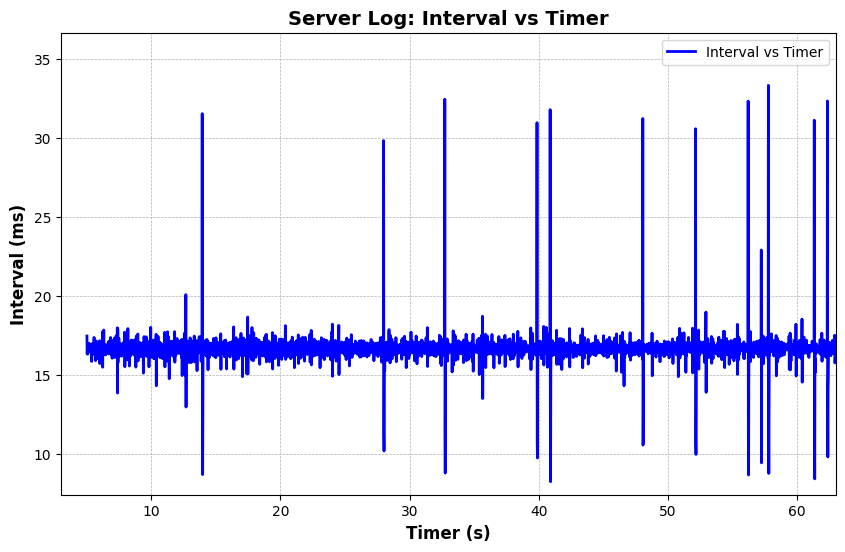 Server Log: Interval vs Timer
Interval vs Timer
35
30
25
20
15
10
Interval (ms)
10 20 30 40 50 60
Timer (s)